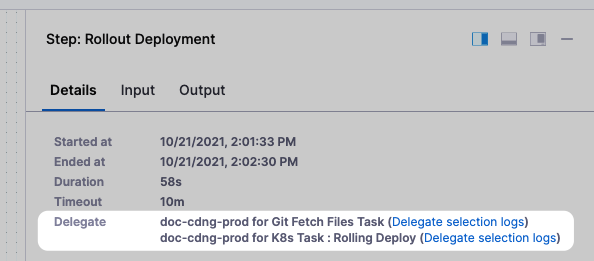 Step: Rollout Deployment
Details Input Output
Started at 10/21/2021, 2:01:33 PM
Ended at 10/21/2021, 2:02:30 PM
Duration 58s
Timeout 10m
Delegate doc-cdng-prod for Git Fetch Files Task (Delegate selection logs)
doc-cdng-prod for K8s Task : Rolling Deploy (Delegate selection logs)